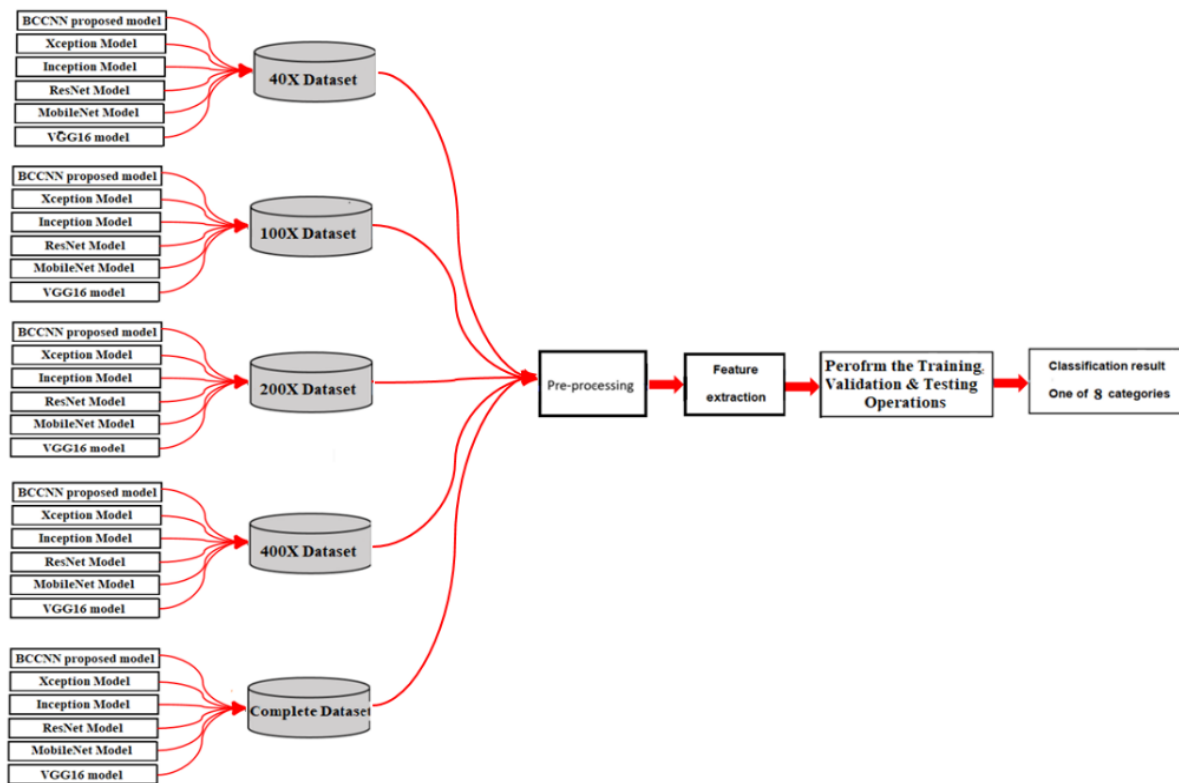 BCCNN proposed model
Xception Model
Inception Model
ResNet Model
MobileNet Model
VGG16 model
40X Dataset
BCCNN proposed model
Xception Model
Inception Model
ResNet Model
MobileNet Model
VGG16 model
100X Dataset
BCCNN proposed model
Xception Model
Inception Model
ResNet Model
MobileNet Model
VGG16 model
200X Dataset
BCCNN proposed model
Xception Model
Inception Model
ResNet Model
MobileNet Model
VGG16 model
400X Dataset
BCCNN proposed model
Xception Model
Inception Model
ResNet Model
MobileNet Model
VGG16 model
Complete Dataset
Pre-processing
Feature
extraction
Perofrm the Training,
Validation & Testing
Operations
Classification result
One of 8 categories